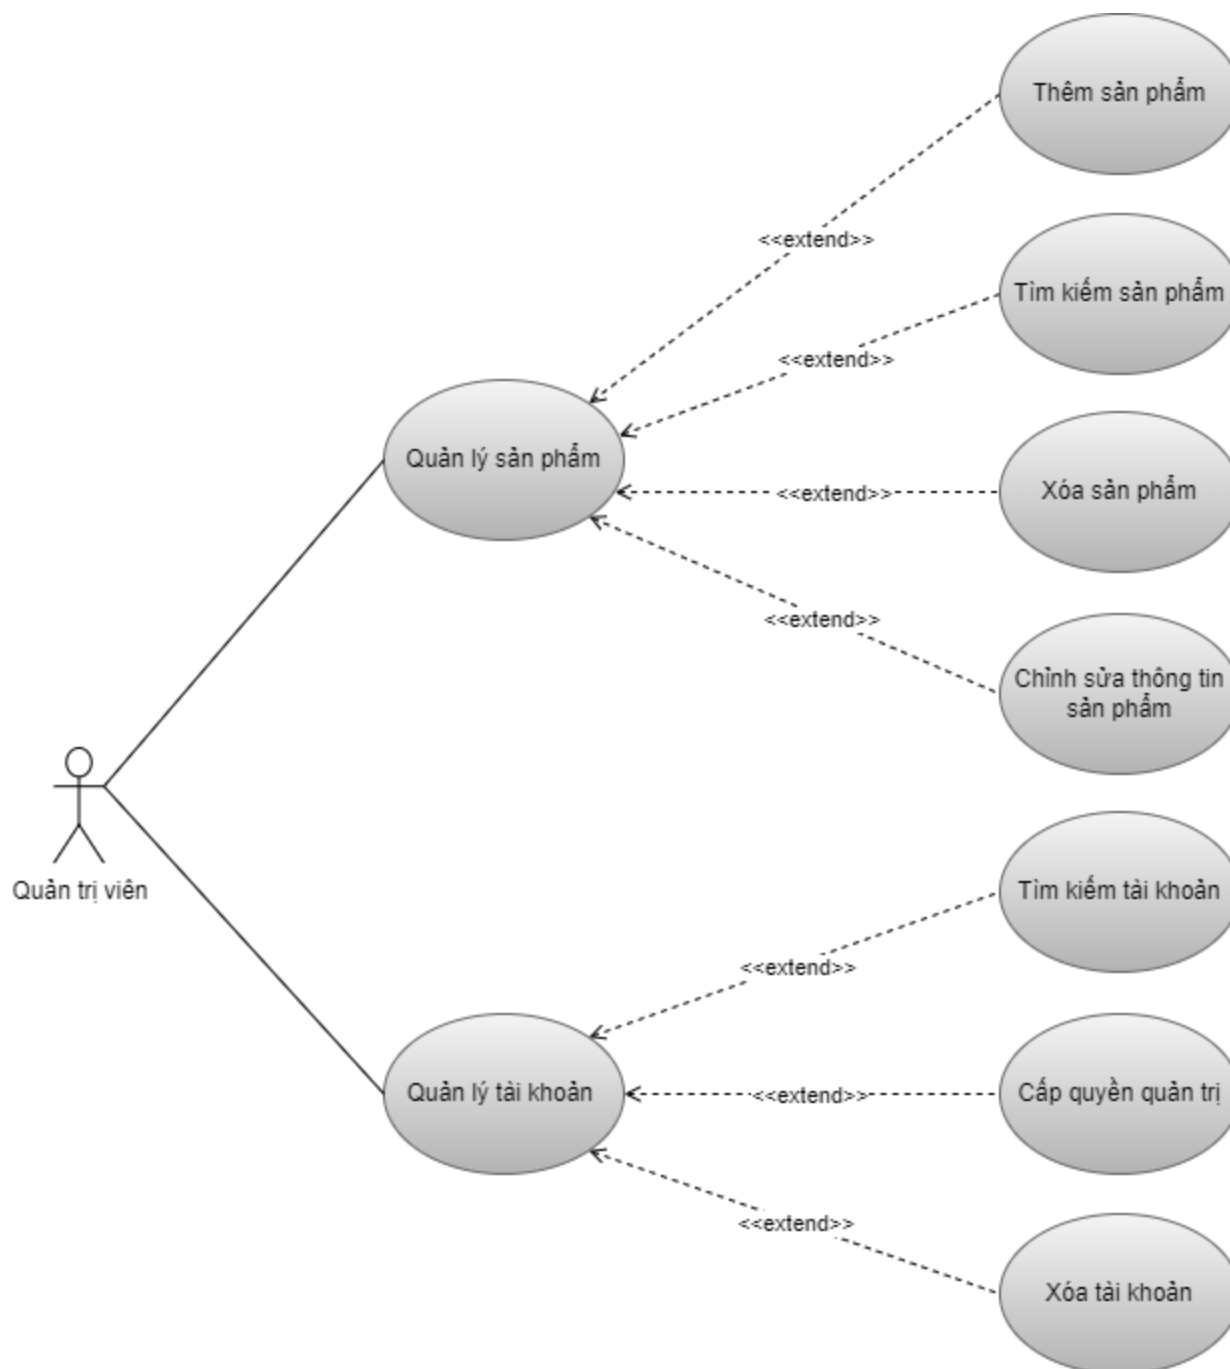 Thêm sản phẩm
<<extend>>
Tìm kiếm sản phẩm
<<extend>>
Quản lý sản phẩm
Xóa sản phẩm
<<extend>>
<<extend>>
Chỉnh sửa thông tin
sản phẩm
Quản trị viên
Tìm kiếm tài khoản
<<extend>>
Quản lý tài khoản
<<extend>>
Cấp quyền quản trị
<<extend>>
Xóa tài khoản